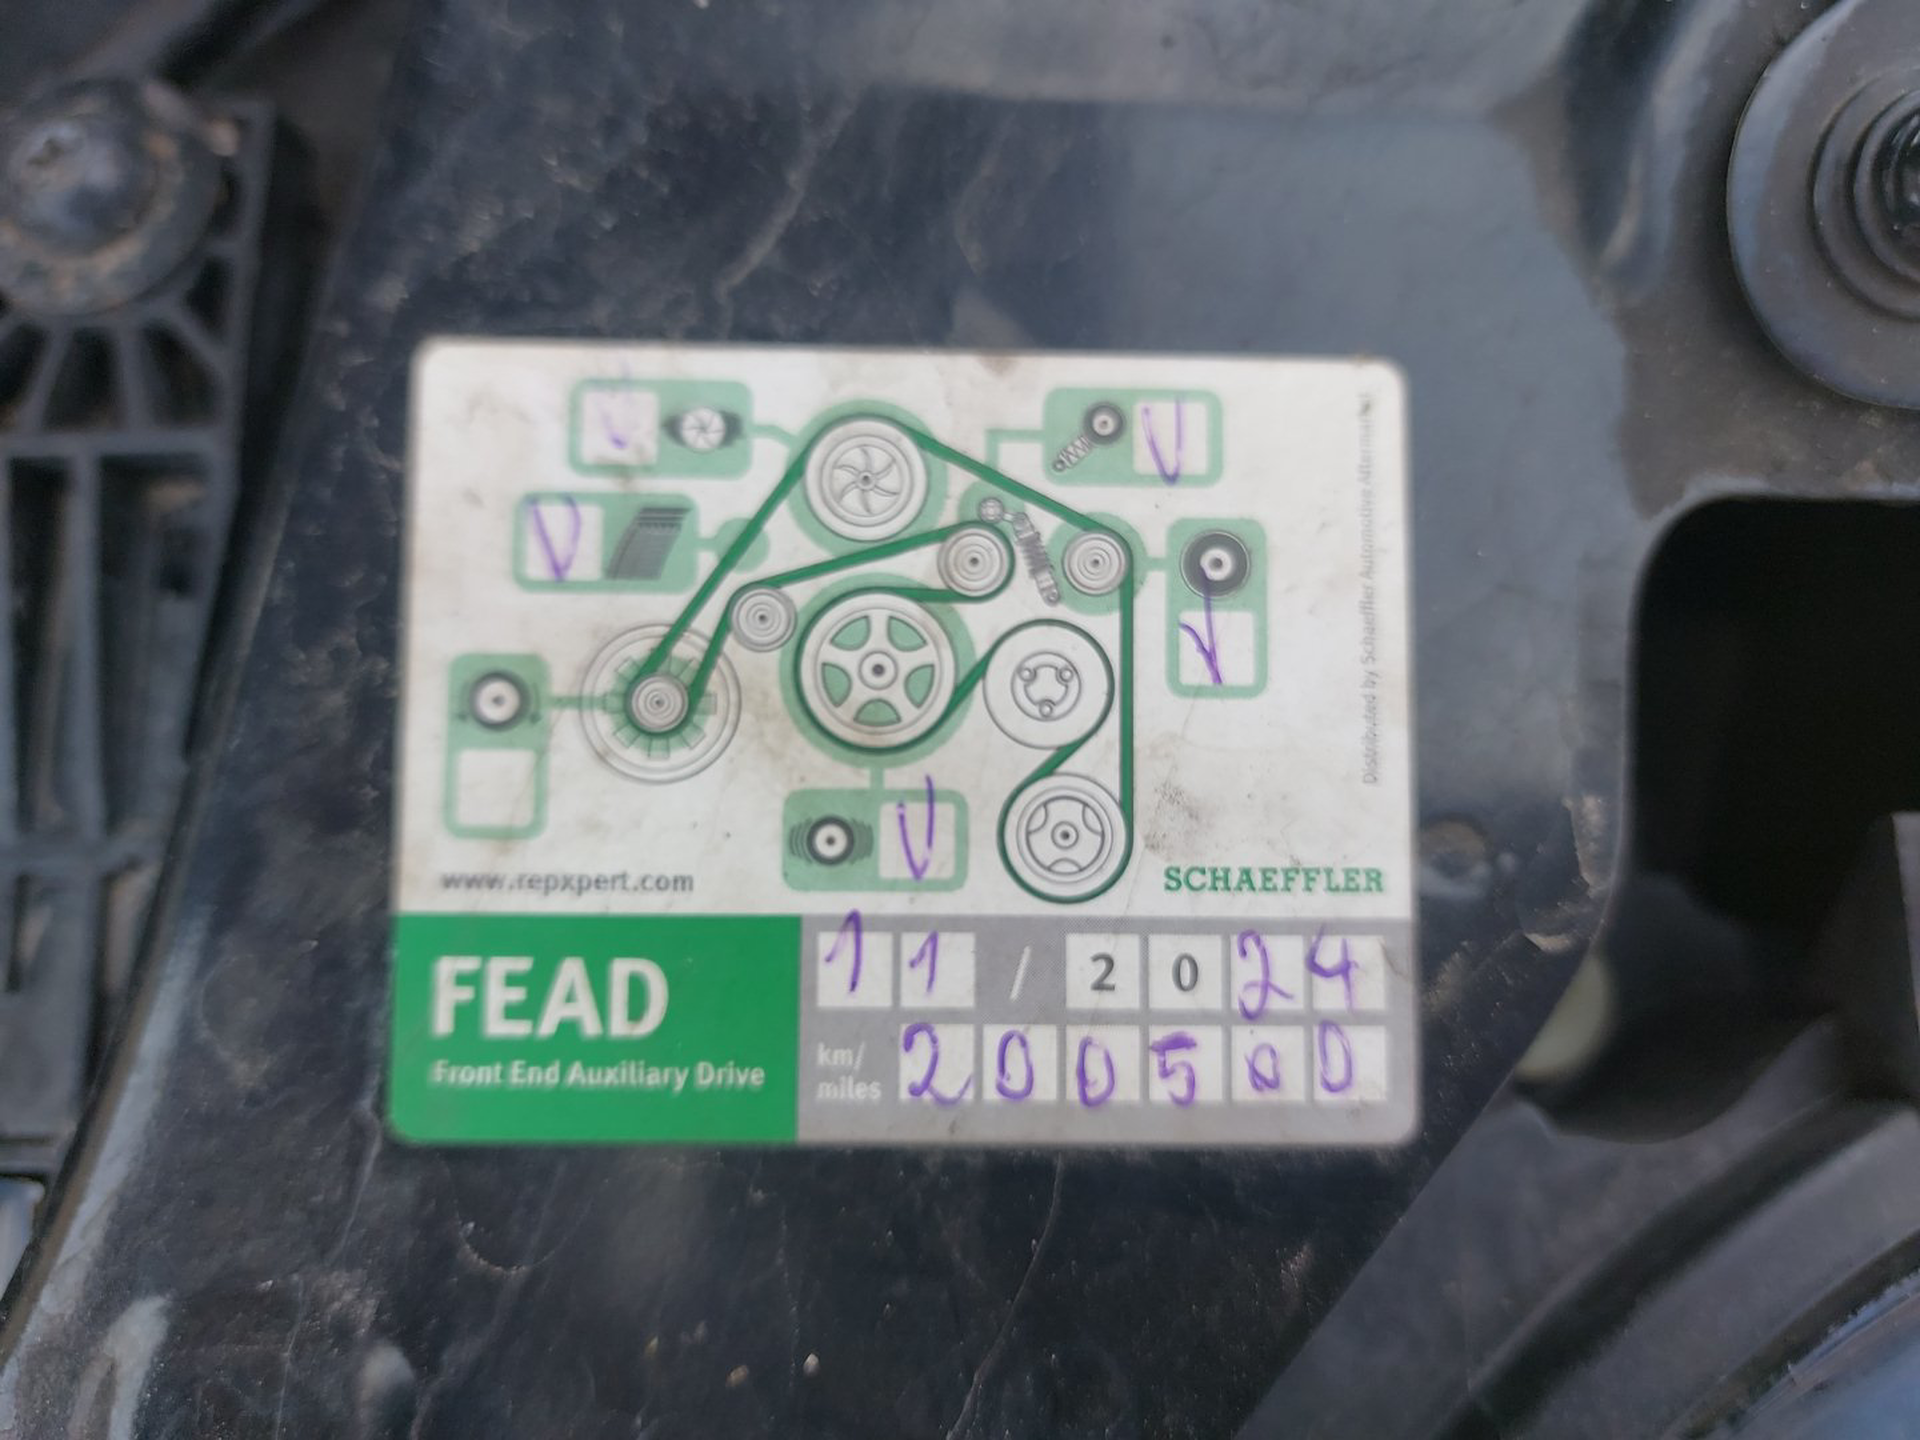 Distributed by Schaeffler Automotive Aftermarket
V
V
V
V
V
www.repxpert.com
SCHAEFFLER
FEAD
Front End Auxiliary Drive
11 / 2024
km/
miles
200500